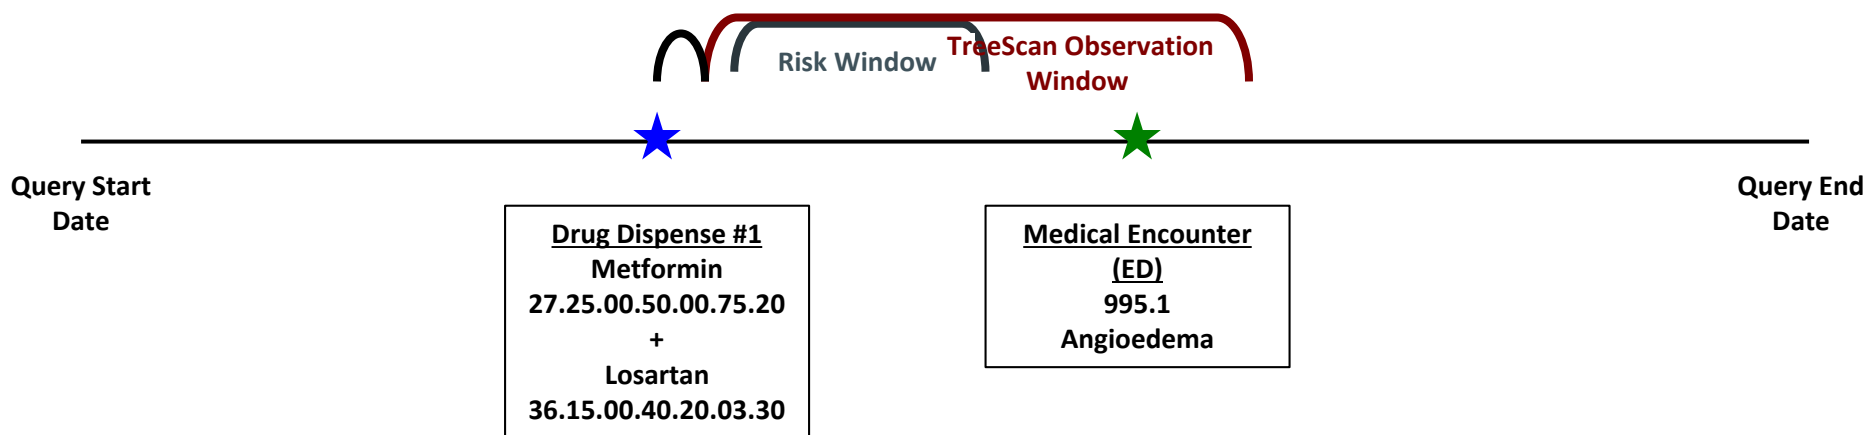 Risk Window
TreeScan Observation
Window
Query Start
Date
Query End
Date
Drug Dispense #1
Metformin
27.25.00.50.00.75.20
+
Losartan
36.15.00.40.20.03.30
Medical Encounter
(ED)
995.1
Angioedema